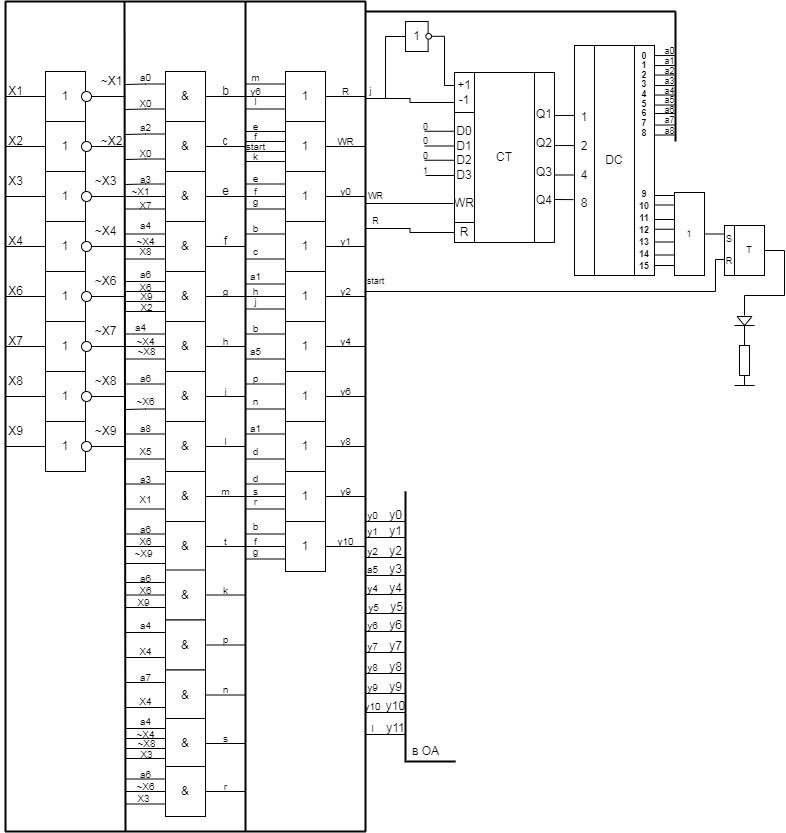 X1
X2
X3
X4
X6
X7
X8
X9
1
1
1
1
1
1
1
1
~X1
~X2
~X3
~X4
~X6
~X7
~X8
~X9
a0
X0
& b
a2
X0
& c
a3
~X1
X7
& e
a4
~X4
X8
& f
a6
X6
X9
X2
& g
a4
~X4
~X8
& h
a6
~X6
&
a8
X5
& l
a3
X1
& m
a6
X6
~X9
& t
a6
X6
X9
& k
a4
X4
& p
a7
X4
& n
a4
~X4
~X8
X3
& s
a6
~X6
X3
& r
m
y6
l
1 R
e
f
start
k
1 WR
e
f
g
1 y0
b
c
1 y1
a1
h
j
1 y2
b
a5
1 y4
p
n
1 y6
a1
d
1 y8
d
s
r
1 y9
b
f
g
1 y10
j
1
+1
-1
0 D0
0 D1
0 D2
1 D3
WR WR
R R
CT
Q1
Q2
Q3
Q4
1
2
4
8
DC
0 a0
1 a1
2 a2
3 a3
4 a4
5 a5
6 a6
7 a7
8 a8
9
10
11
12
13
14
15
1
S
R
T
start
y0 y0
y1 y1
y2 y2
a5 y3
y4 y4
y5 y5
y6 y6
y7 y7
y8 y8
y9 y9
y10 y10
l y11
в ОА